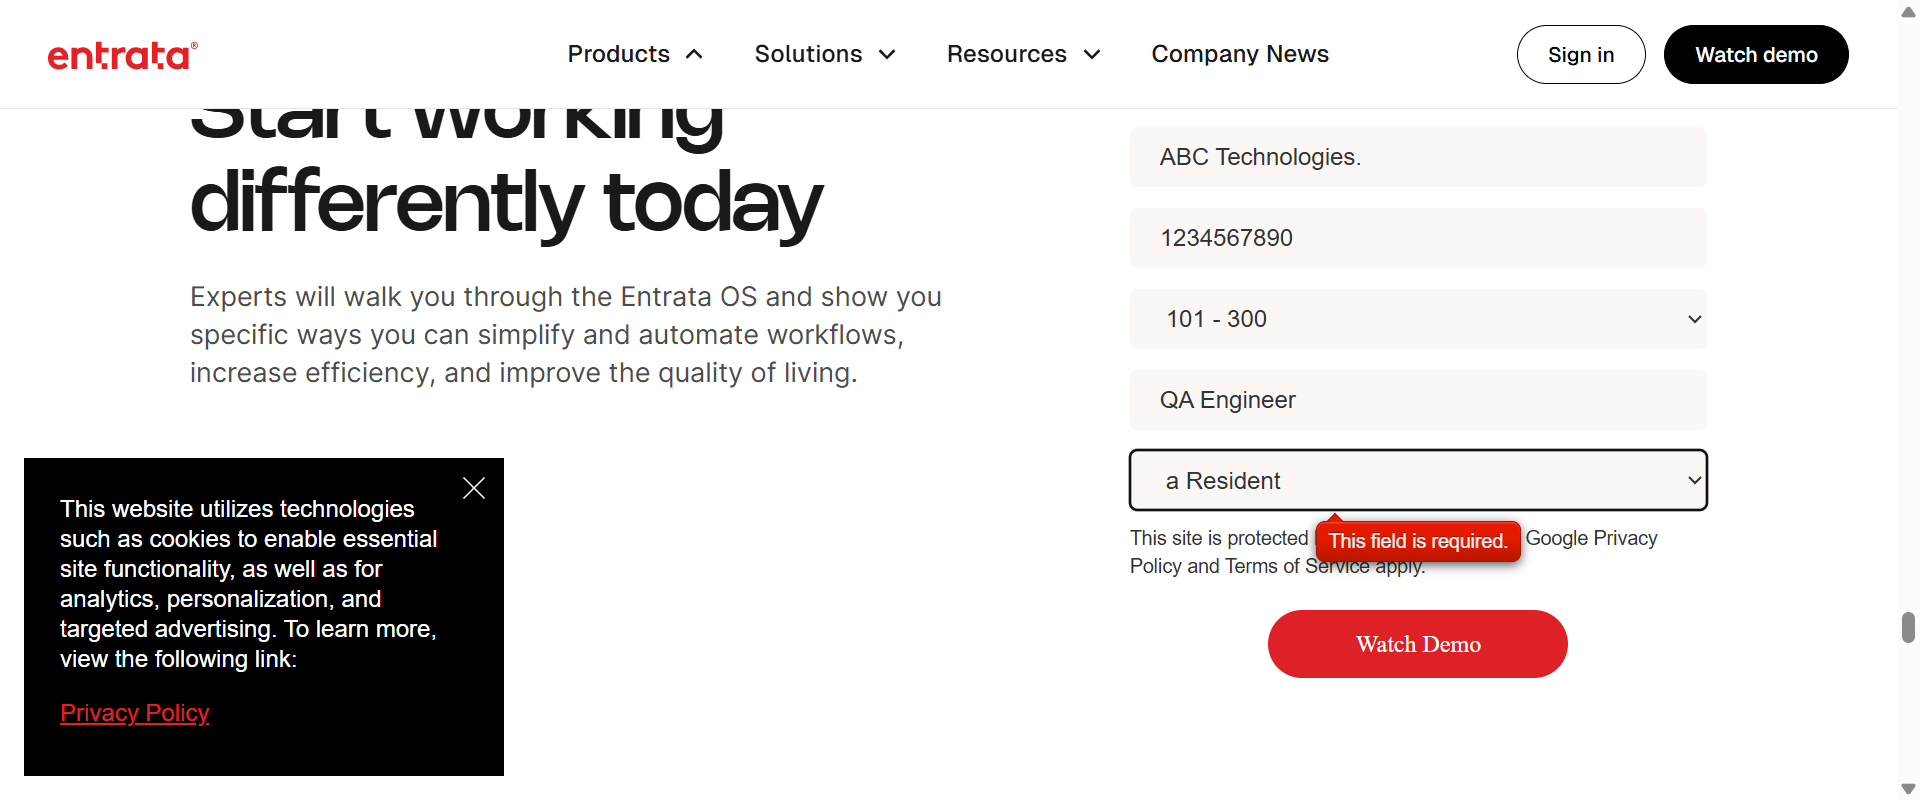 entrata®
Products
Solutions
Resources
Company News
Sign in
Watch demo
Start working
differently today
Experts will walk you through the Entrata OS and show you
specific ways you can simplify and automate workflows,
increase efficiency, and improve the quality of living.
ABC Technologies.
1234567890
101 - 300
QA Engineer
a Resident
This field is required.
This site is protected Google Privacy
Policy and Terms of Service apply.
Watch Demo
This website utilizes technologies
such as cookies to enable essential
site functionality, as well as for
analytics, personalization, and
targeted advertising. To learn more,
view the following link:
Privacy Policy